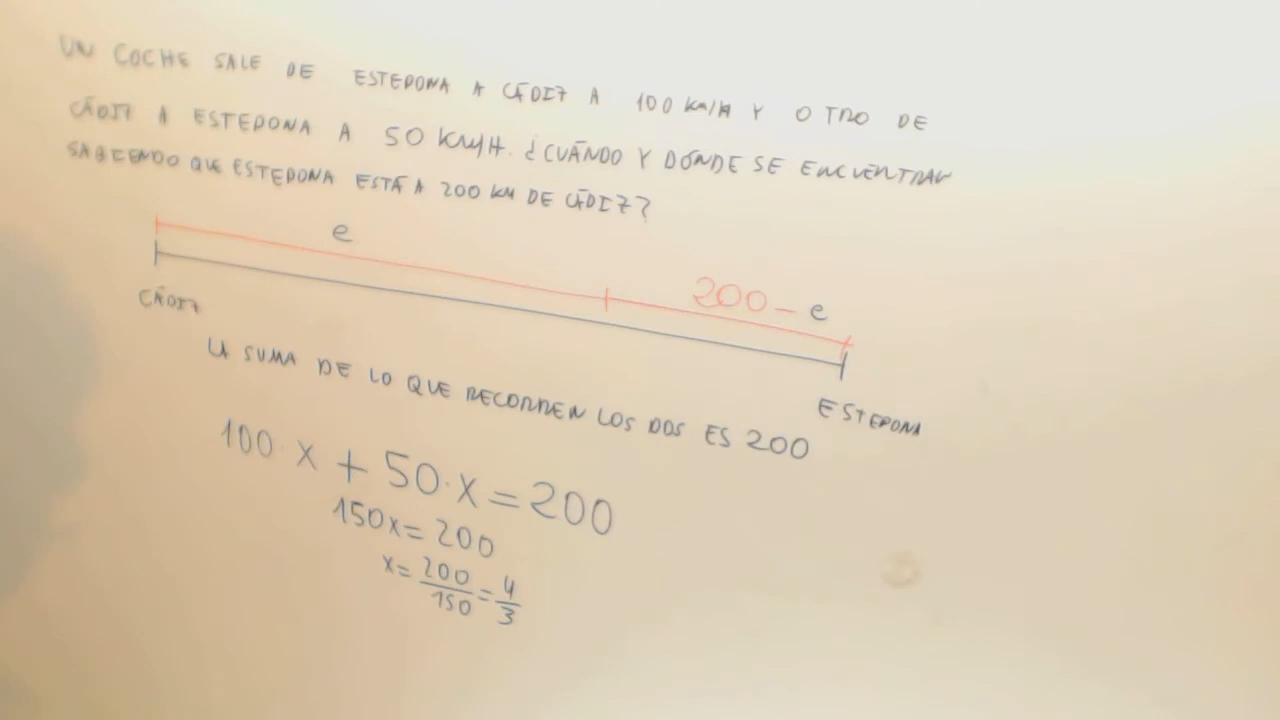 UN COCHE SALE DE ESTEPONA A CÁDIZ A 100 KM/H Y OTRO DE
CÁDIZ A ESTEPONA A 50 KM/H. ¿CUÁNDO Y DÓNDE SE ENCUENTRAN
SABIENDO QUE ESTEPONA ESTÁ A 200 KM DE CÁDIZ?
e
200 - e
CÁDIZ
ESTEPONA
LA SUMA DE LO QUE RECORREN LOS DOS ES 200
100·x + 50·x = 200
150x = 200
x = 200/150 = 4/3